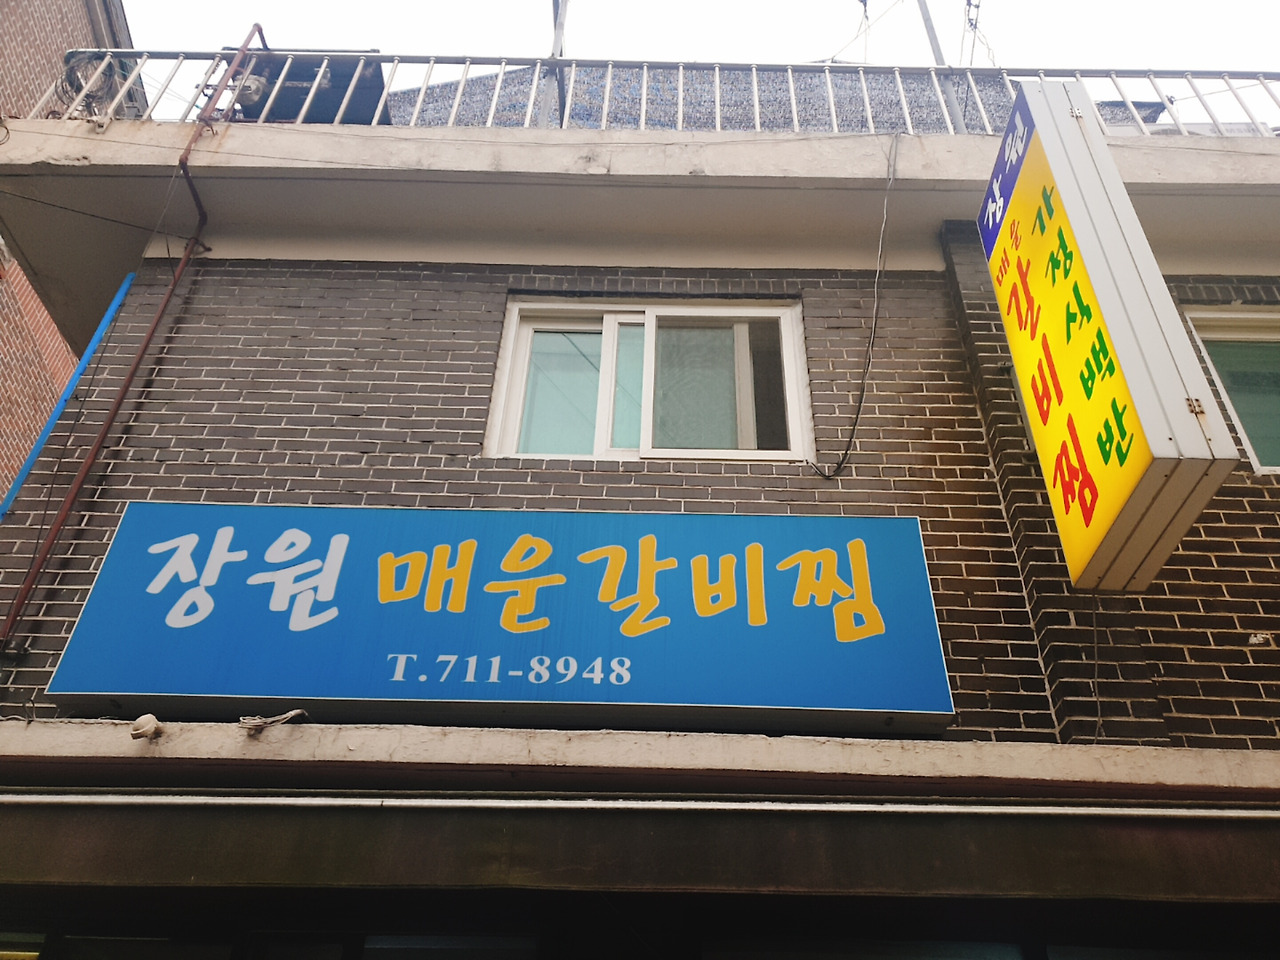 장원 매운갈비찜
T.711-8948
장원
매운 갈비찜
가정식백반